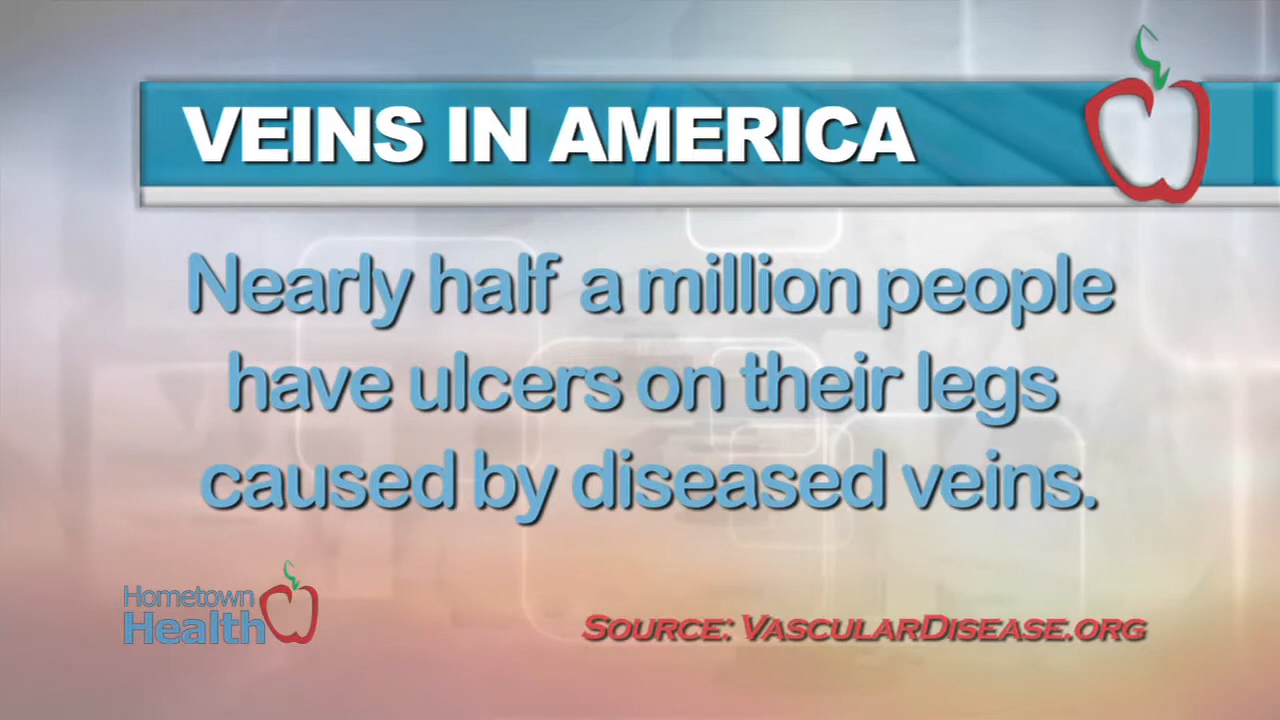 VEINS IN AMERICA
Nearly half a million people
have ulcers on their legs
caused by diseased veins.
Hometown
Health
SOURCE: VASCULARDISEASE.ORG